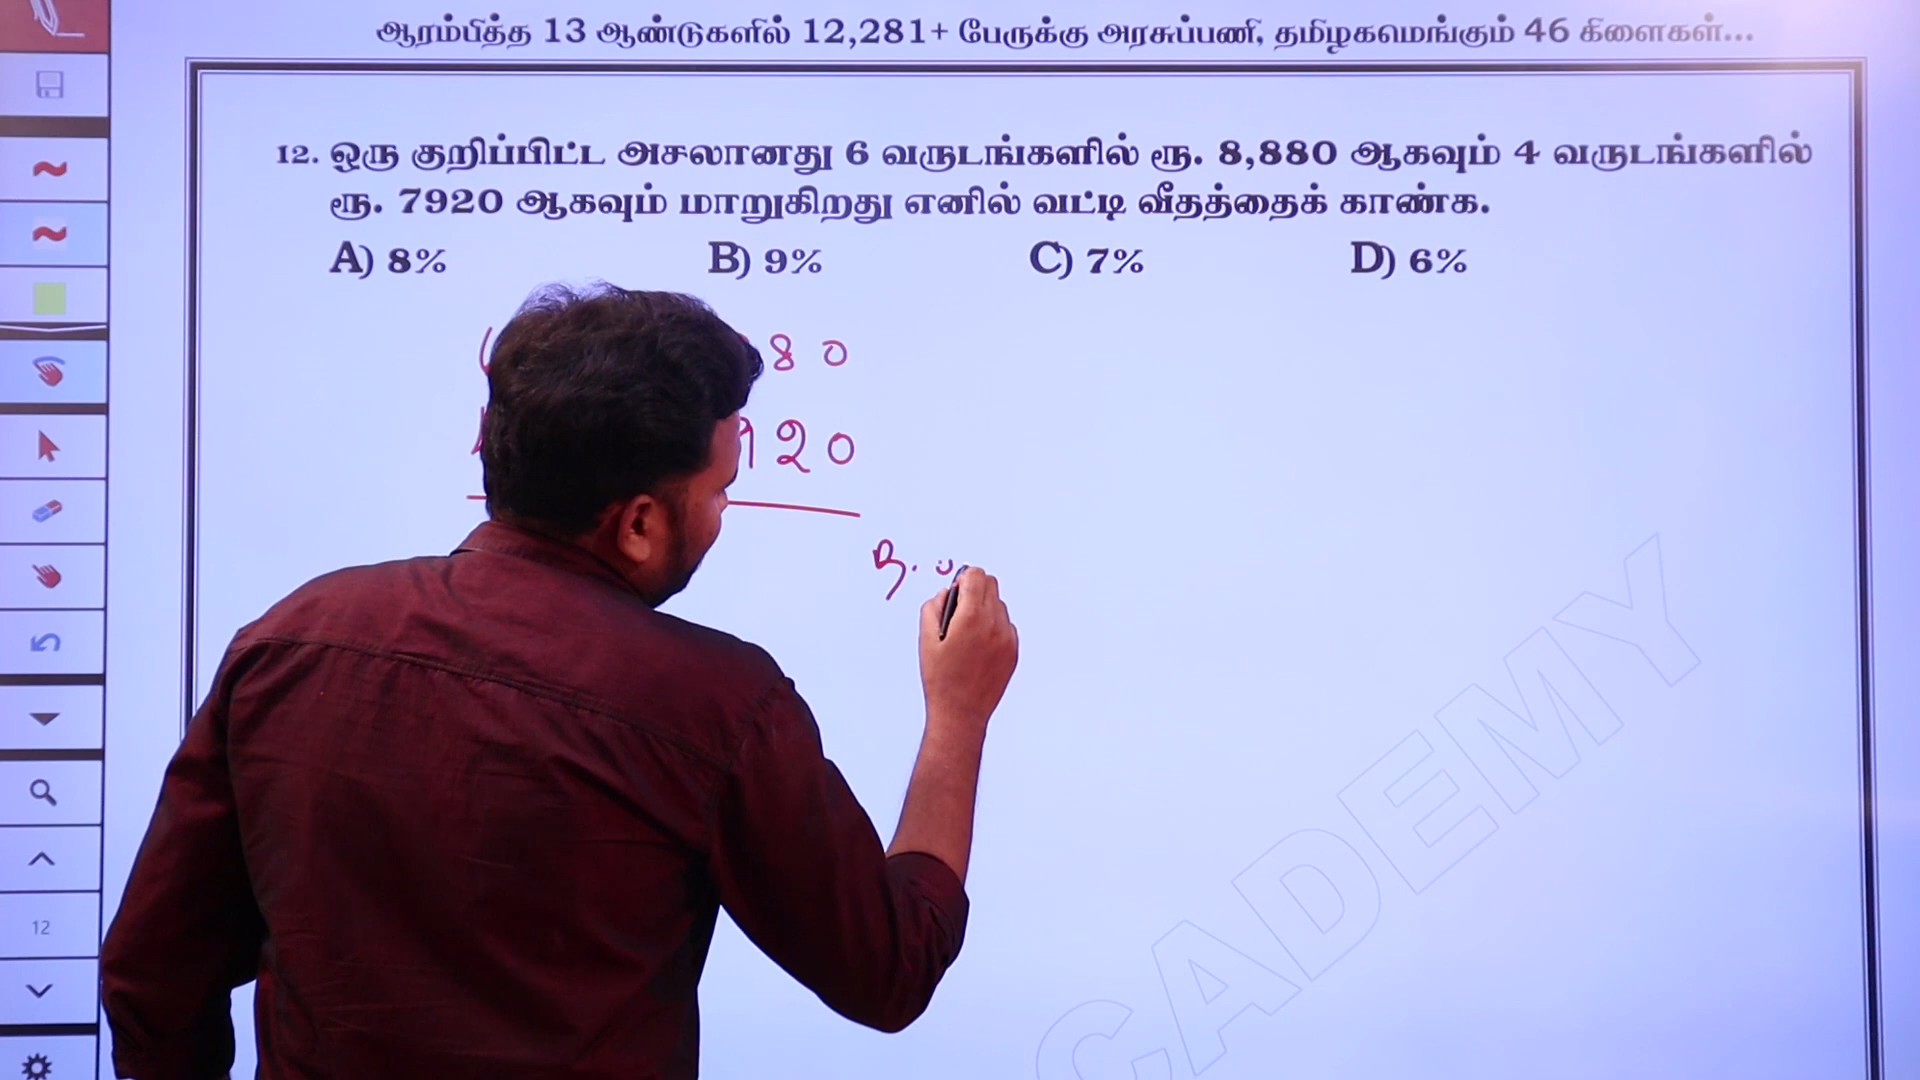 ஆரம்பித்த 13 ஆண்டுகளில் 12,281+ பேருக்கு அரசுப்பணி, தமிழகமெங்கும் 46 கிளைகள்...
12. ஒரு குறிப்பிட்ட அசலானது 6 வருடங்களில் ரூ. 8,880 ஆகவும் 4 வருடங்களில்
ரூ. 7920 ஆகவும் மாறுகிறது எனில் வட்டி வீதத்தைக் காண்க.
A) 8% B) 9% C) 7% D) 6%
80
920
CADEMY
12